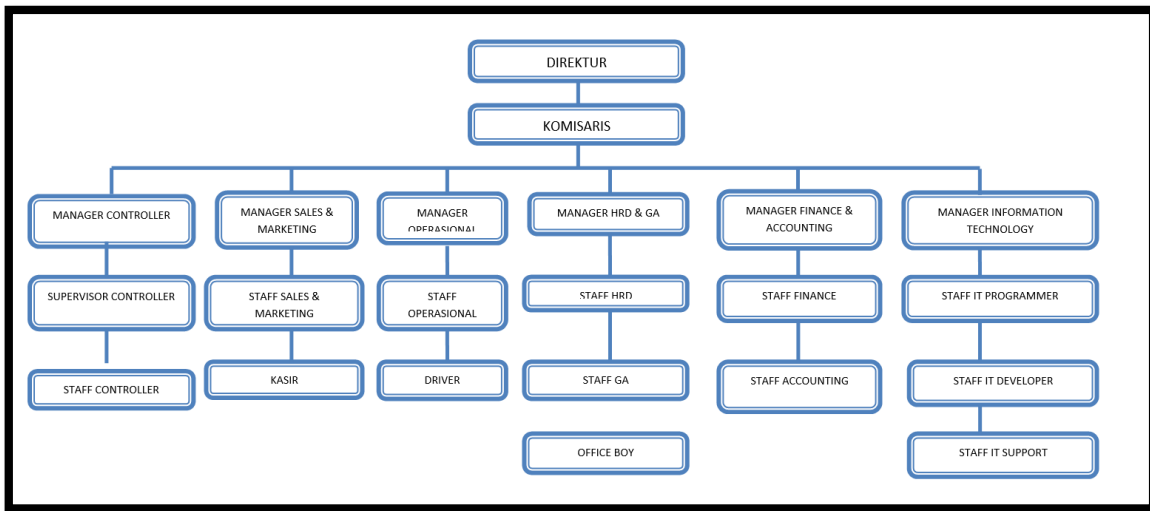 DIREKTUR
KOMISARIS
MANAGER CONTROLLER
MANAGER SALES &
MARKETING
MANAGER
OPERASIONAL
MANAGER HRD & GA
MANAGER FINANCE &
ACCOUNTING
MANAGER INFORMATION
TECHNOLOGY
SUPERVISOR CONTROLLER
STAFF SALES &
MARKETING
STAFF
OPERASIONAL
STAFF HRD
STAFF FINANCE
STAFF IT PROGRAMMER
STAFF CONTROLLER
KASIR
DRIVER
STAFF GA
STAFF ACCOUNTING
STAFF IT DEVELOPER
OFFICE BOY
STAFF IT SUPPORT